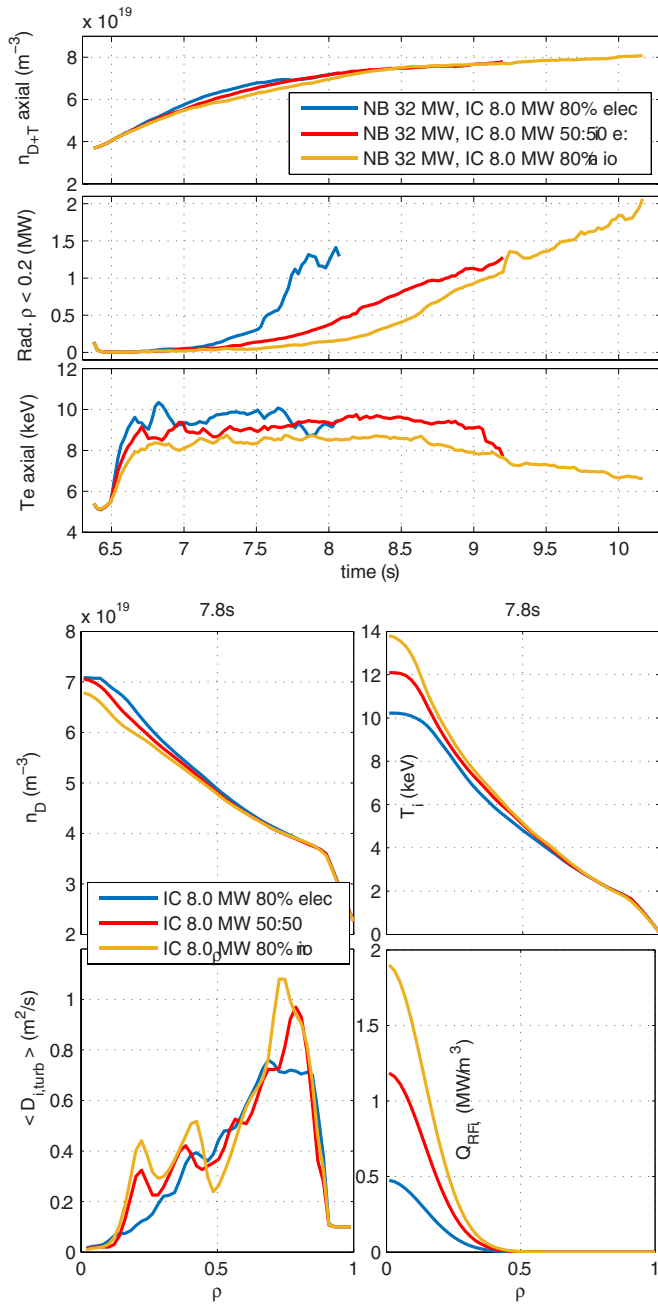 x 10^19
n_D+T axial (m^-3)
8
6
4
2
NB 32 MW, IC 8.0 MW 80% elec
NB 32 MW, IC 8.0 MW 50:50 e:
NB 32 MW, IC 8.0 MW 80% io
Rad. ρ < 0.2 (MW)
2
1.5
1
0.5
0
Te axial (keV)
12
10
8
6
4
6.5 7 7.5 8 8.5 9 9.5 10
time (s)
x 10^19
7.8s
n_D (m^-3)
8
7
6
5
4
3
2
IC 8.0 MW 80% elec
IC 8.0 MW 50:50
IC 8.0 MW 80% io
ρ
7.8s
T_i (keV)
14
12
10
8
6
4
2
0
< D_i,turb > (m^2/s)
1
0.8
0.6
0.4
0.2
0
0 0.5 1
ρ
Q_RFi, (MW/m^3)
2
1.5
1
0.5
0
0 0.5 1
ρ